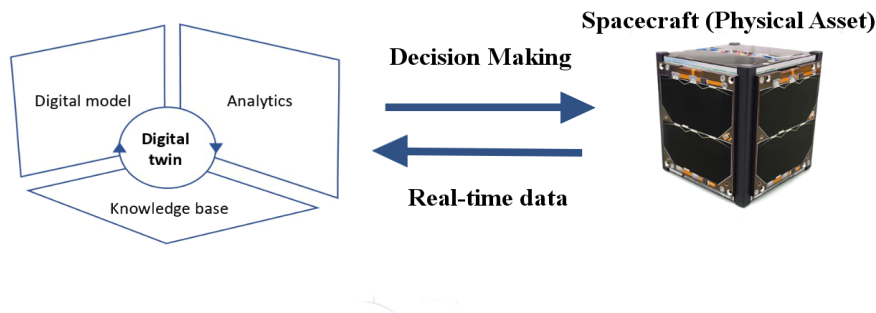 Spacecraft (Physical Asset)
Decision Making
Digital model
Analytics
Digital
twin
Knowledge base
Real-time data